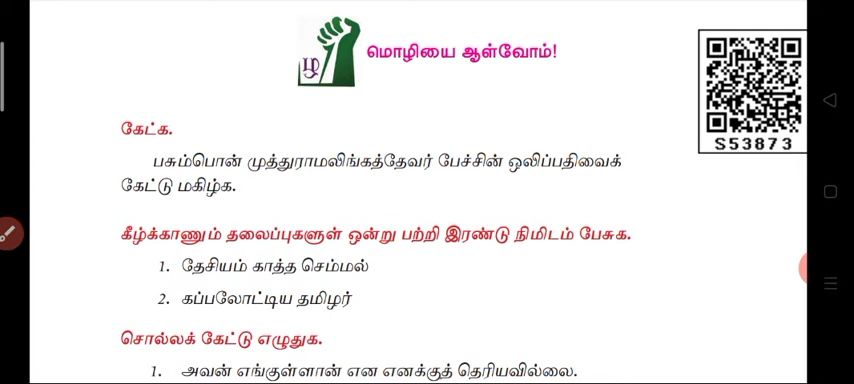 ழ
மொழியை ஆள்வோம்!
S53873
கேட்க.
பசும்பொன் முத்துராமலிங்கத்தேவர் பேச்சின் ஒலிப்பதிவைக்
கேட்டு மகிழ்க.
கீழ்க்காணும் தலைப்புகளுள் ஒன்று பற்றி இரண்டு நிமிடம் பேசுக.
1. தேசியம் காத்த செம்மல்
2. கப்பலோட்டிய தமிழர்
சொல்லக் கேட்டு எழுதுக.
1. அவன் எங்குள்ளான் என எனக்குத் தெரியவில்லை.